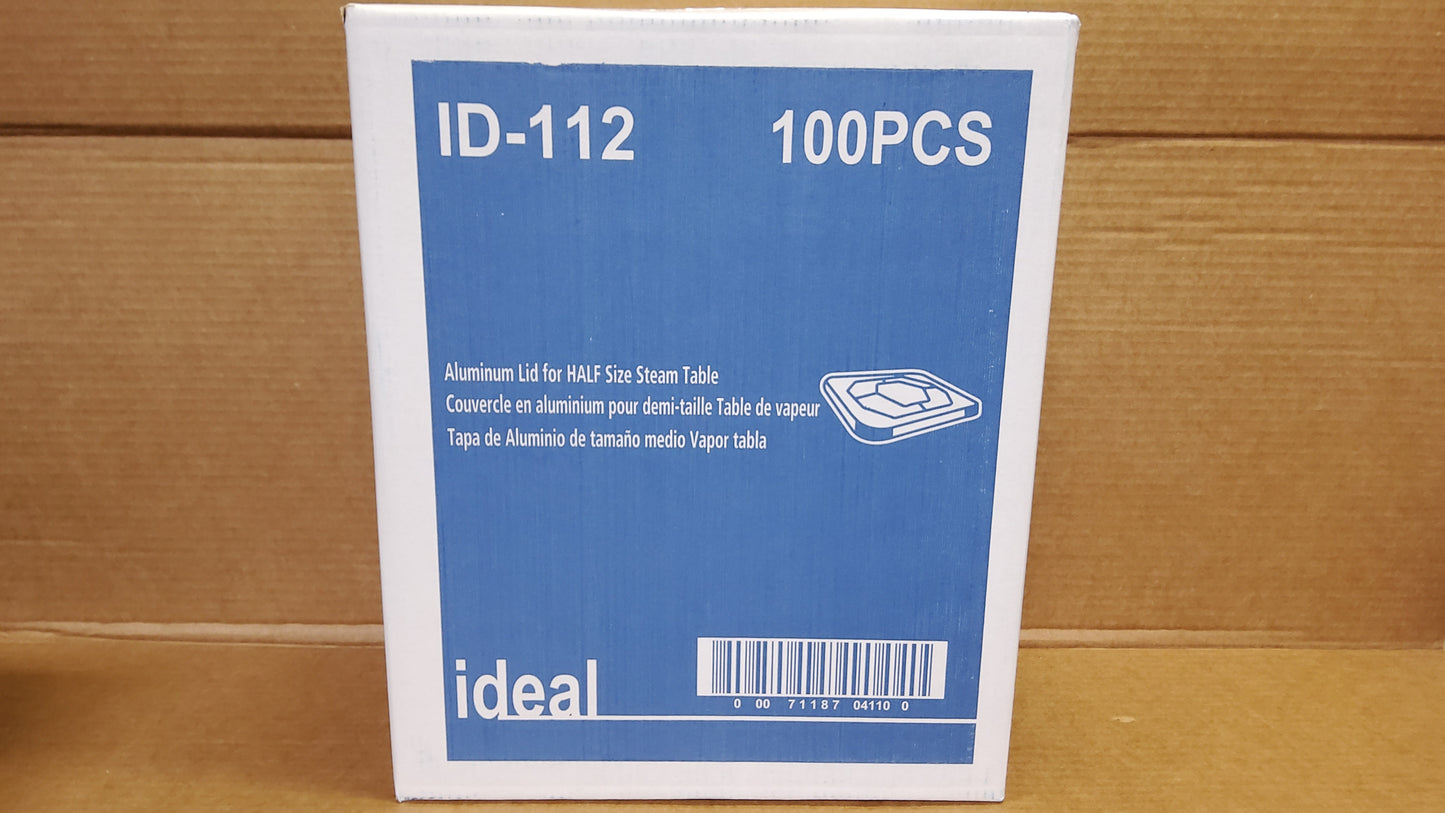 ID-112 100PCS
Aluminum Lid for HALF Size Steam Table
Couvercle en aluminium pour demi-taille Table de vapeur
Tapa de Aluminio de tamaño medio Vapor tabla
ideal
0 00 71187 04110 0